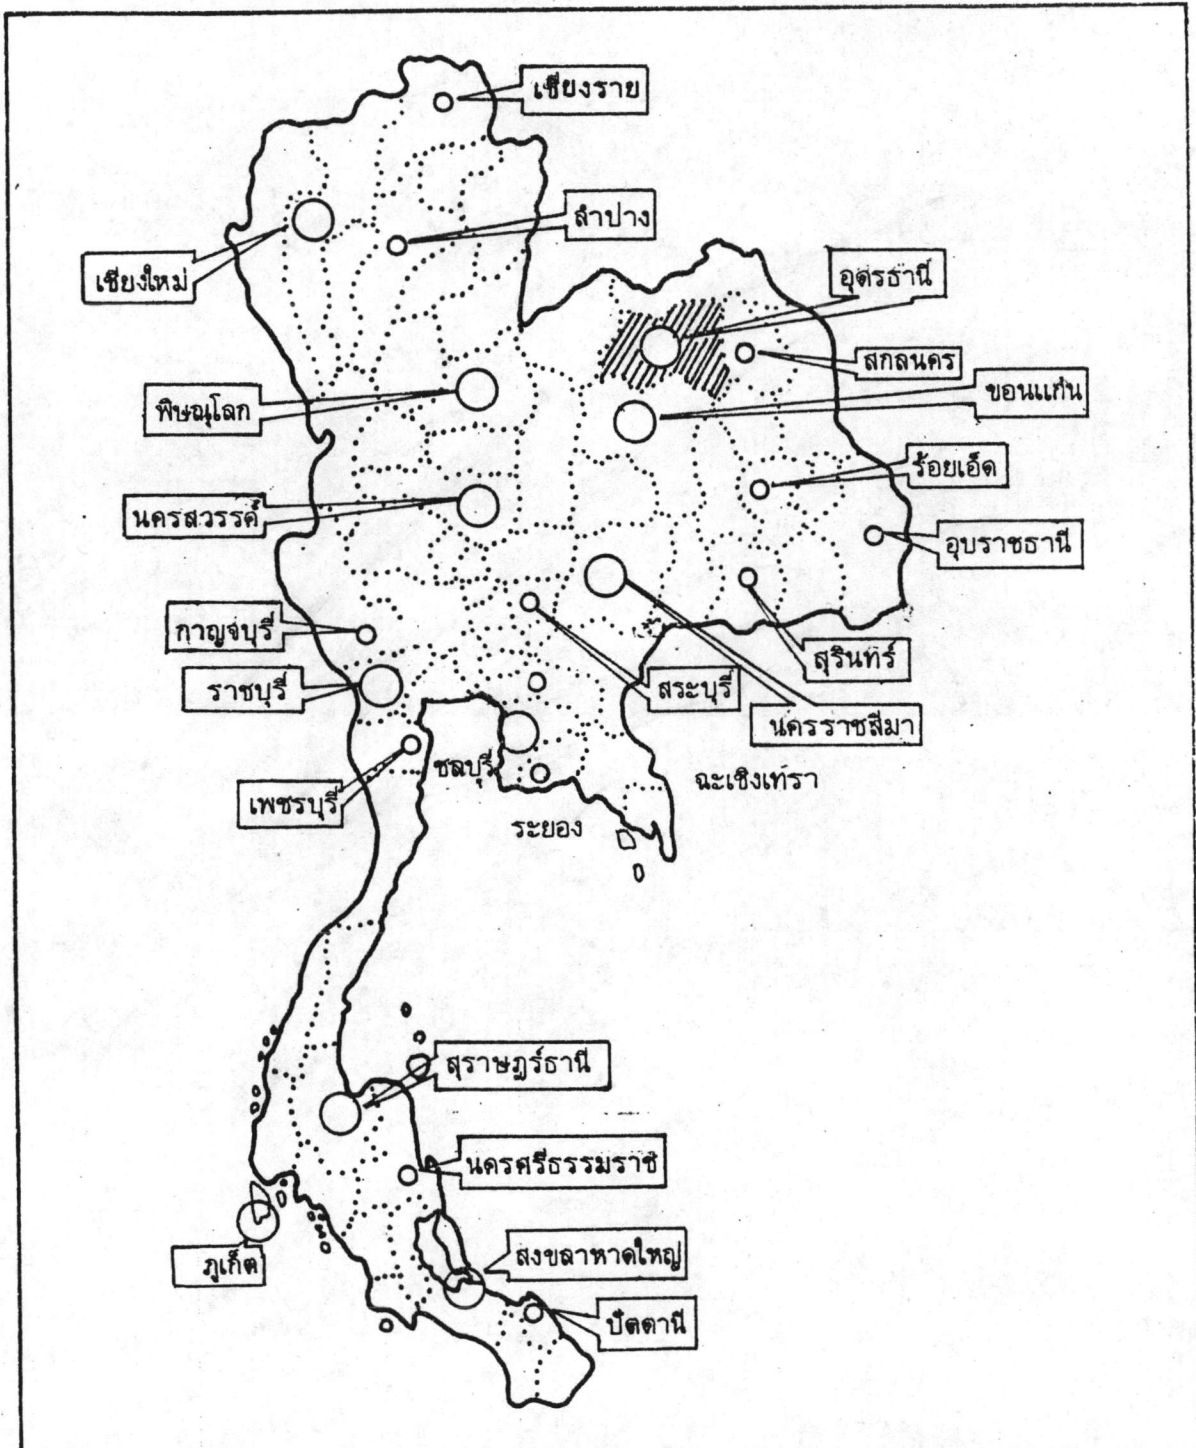 เชียงราย
ลำปาง
เชียงใหม่
อุดรธานี
สกลนคร
ขอนแก่น
พิษณุโลก
ร้อยเอ็ด
นครสวรรค์
อุบราชธานี
กาญจบุรี
สุรินทร์
ราชบุรี
สระบุรี
นครราชสีมา
ชลบุรี
ฉะเชิงเทรา
เพชรบุรี
ระยอง
สุราษฎร์ธานี
นครศรีธรรมราช
สงขลาหาดใหญ่
ภูเก็ต
ปัตตานี